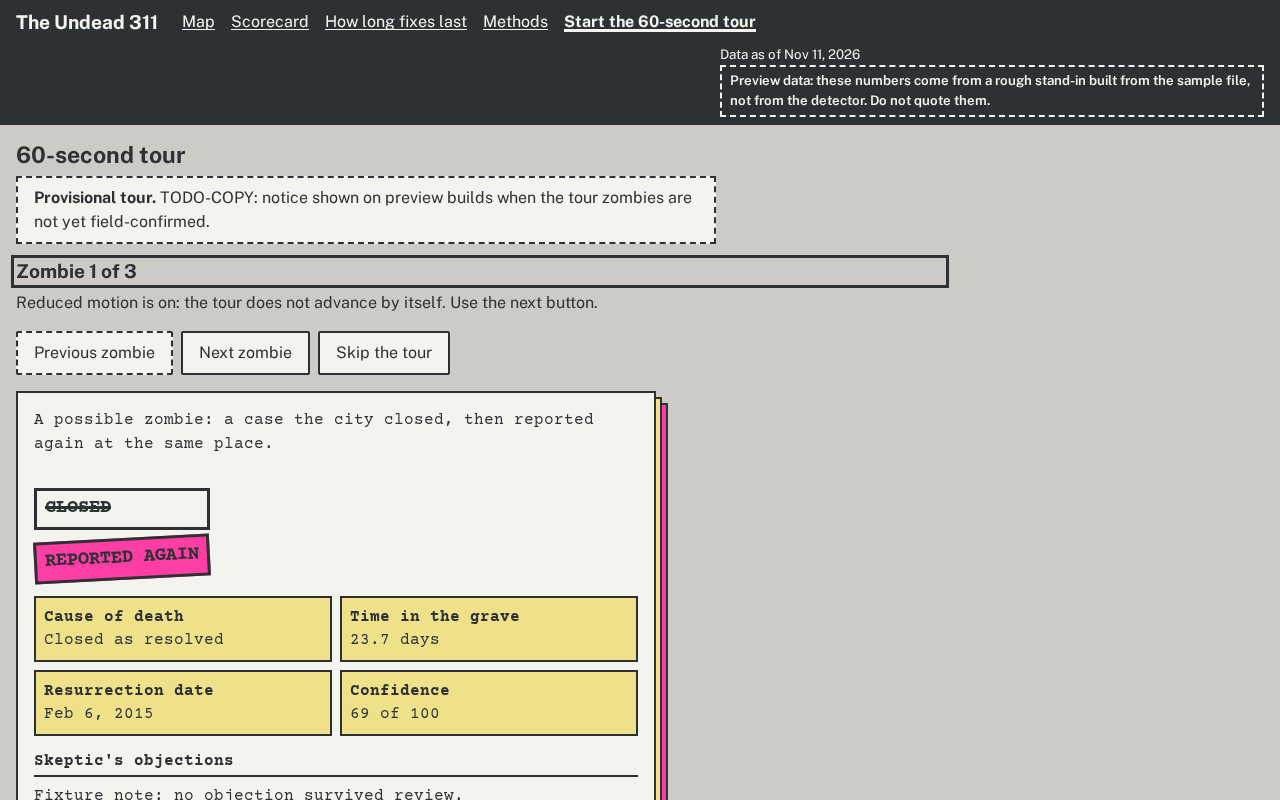 The Undead 311 Map Scorecard How long fixes last Methods Start the 60-second tour
Data as of Nov 11, 2026
Preview data: these numbers come from a rough stand-in built from the sample file,
not from the detector. Do not quote them.
60-second tour
Provisional tour. TODO-COPY: notice shown on preview builds when the tour zombies are
not yet field-confirmed.
Zombie 1 of 3
Reduced motion is on: the tour does not advance by itself. Use the next button.
Previous zombie Next zombie Skip the tour
A possible zombie: a case the city closed, then reported
again at the same place.
CLOSED
REPORTED AGAIN
Cause of death
Closed as resolved
Time in the grave
23.7 days
Resurrection date
Feb 6, 2015
Confidence
69 of 100
Skeptic's objections
Fixture note: no objection survived review.